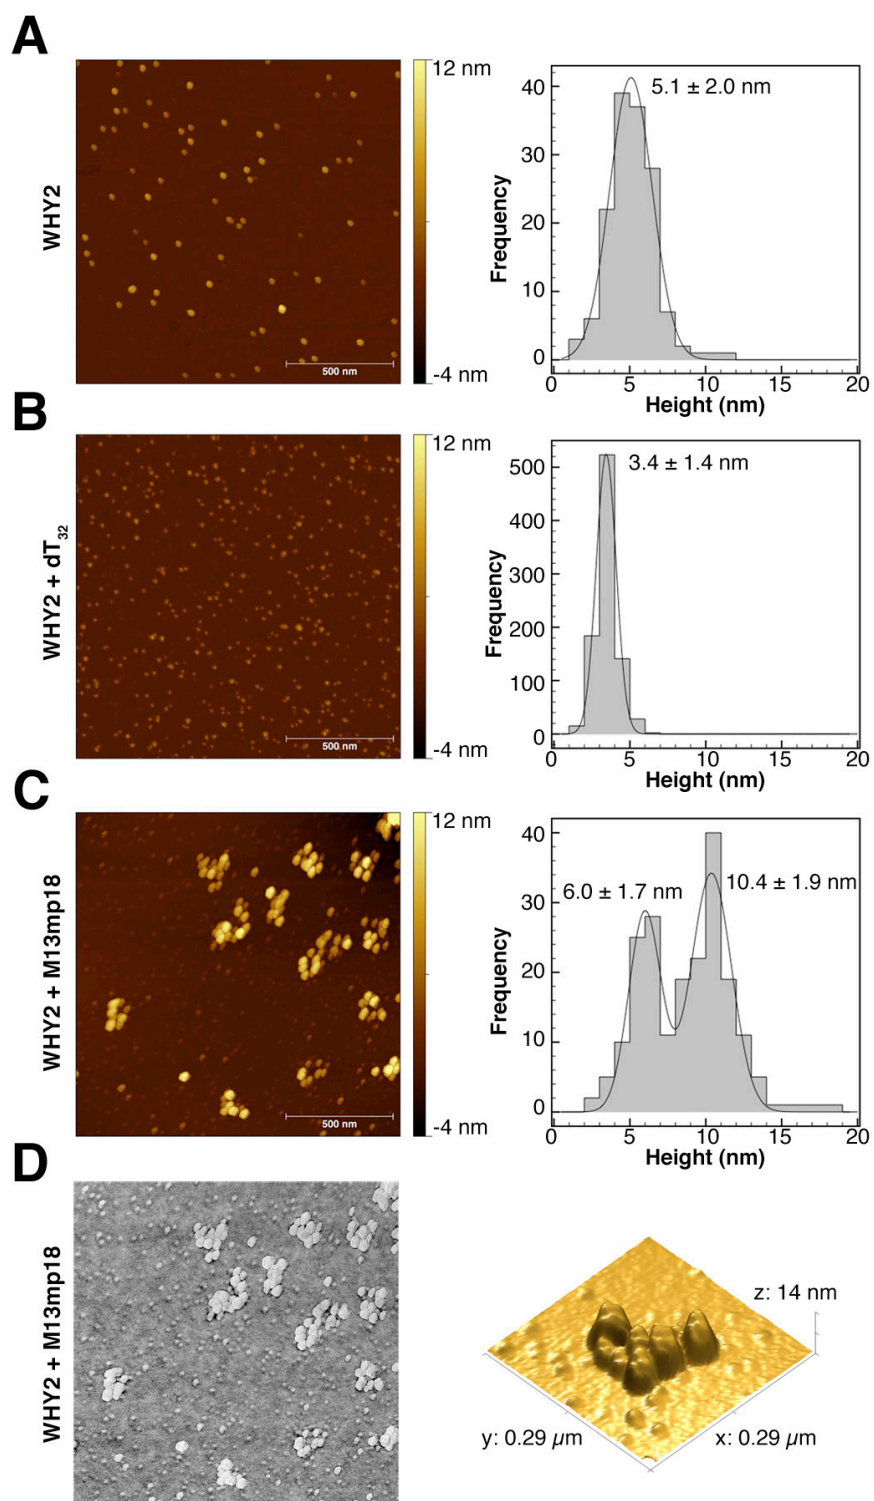 A
WHY2
12 nm
-4 nm
500 nm
Frequency
40
30
20
10
0
5.1 ± 2.0 nm
0 5 10 15 20
Height (nm)
B
WHY2 + dT32
12 nm
-4 nm
500 nm
Frequency
500
400
300
200
100
0
3.4 ± 1.4 nm
0 5 10 15 20
Height (nm)
C
WHY2 + M13mp18
12 nm
-4 nm
500 nm
Frequency
40
30
20
10
0
6.0 ± 1.7 nm
10.4 ± 1.9 nm
0 5 10 15 20
Height (nm)
D
WHY2 + M13mp18
z: 14 nm
y: 0.29 µm
x: 0.29 µm